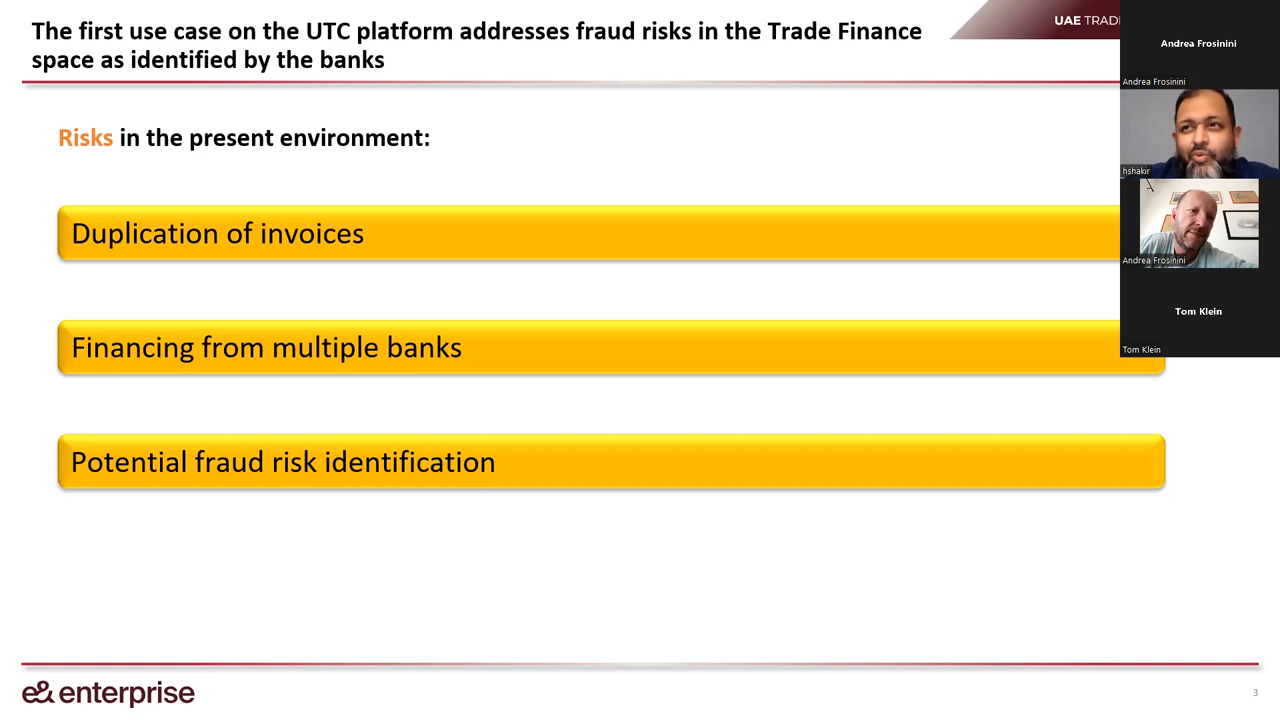 The first use case on the UTC platform addresses fraud risks in the Trade Finance
space as identified by the banks
UAE TRAD
Risks in the present environment:
Duplication of invoices
Financing from multiple banks
Potential fraud risk identification
Andrea Frosinini
Andrea Frosinini
hshakir
Andrea Frosinini
Tom Klein
Tom Klein
e& enterprise
3